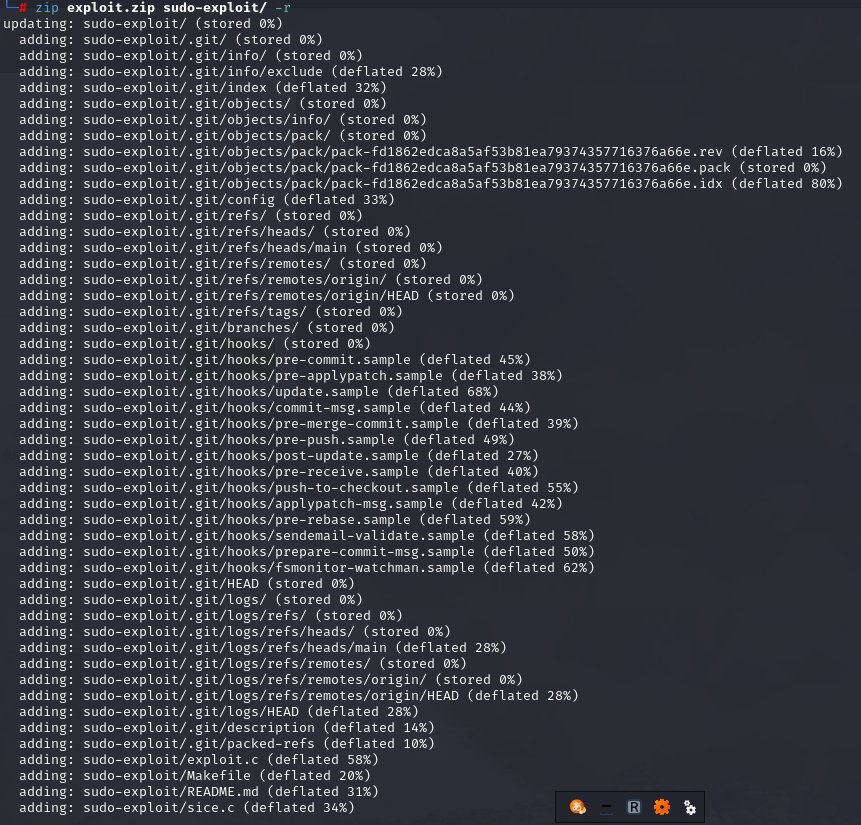 └─# zip exploit.zip sudo-exploit/ -r
updating: sudo-exploit/ (stored 0%)
  adding: sudo-exploit/.git/ (stored 0%)
  adding: sudo-exploit/.git/info/ (stored 0%)
  adding: sudo-exploit/.git/info/exclude (deflated 28%)
  adding: sudo-exploit/.git/index (deflated 32%)
  adding: sudo-exploit/.git/objects/ (stored 0%)
  adding: sudo-exploit/.git/objects/info/ (stored 0%)
  adding: sudo-exploit/.git/objects/pack/ (stored 0%)
  adding: sudo-exploit/.git/objects/pack/pack-fd1862edca8a5af53b81ea79374357716376a66e.rev (deflated 16%)
  adding: sudo-exploit/.git/objects/pack/pack-fd1862edca8a5af53b81ea79374357716376a66e.pack (stored 0%)
  adding: sudo-exploit/.git/objects/pack/pack-fd1862edca8a5af53b81ea79374357716376a66e.idx (deflated 80%)
  adding: sudo-exploit/.git/config (deflated 33%)
  adding: sudo-exploit/.git/refs/ (stored 0%)
  adding: sudo-exploit/.git/refs/heads/ (stored 0%)
  adding: sudo-exploit/.git/refs/heads/main (stored 0%)
  adding: sudo-exploit/.git/refs/remotes/ (stored 0%)
  adding: sudo-exploit/.git/refs/remotes/origin/ (stored 0%)
  adding: sudo-exploit/.git/refs/remotes/origin/HEAD (stored 0%)
  adding: sudo-exploit/.git/refs/tags/ (stored 0%)
  adding: sudo-exploit/.git/branches/ (stored 0%)
  adding: sudo-exploit/.git/hooks/ (stored 0%)
  adding: sudo-exploit/.git/hooks/pre-commit.sample (deflated 45%)
  adding: sudo-exploit/.git/hooks/pre-applypatch.sample (deflated 38%)
  adding: sudo-exploit/.git/hooks/update.sample (deflated 68%)
  adding: sudo-exploit/.git/hooks/commit-msg.sample (deflated 44%)
  adding: sudo-exploit/.git/hooks/pre-merge-commit.sample (deflated 39%)
  adding: sudo-exploit/.git/hooks/pre-push.sample (deflated 49%)
  adding: sudo-exploit/.git/hooks/post-update.sample (deflated 27%)
  adding: sudo-exploit/.git/hooks/pre-receive.sample (deflated 40%)
  adding: sudo-exploit/.git/hooks/push-to-checkout.sample (deflated 55%)
  adding: sudo-exploit/.git/hooks/applypatch-msg.sample (deflated 42%)
  adding: sudo-exploit/.git/hooks/pre-rebase.sample (deflated 59%)
  adding: sudo-exploit/.git/hooks/sendemail-validate.sample (deflated 58%)
  adding: sudo-exploit/.git/hooks/prepare-commit-msg.sample (deflated 50%)
  adding: sudo-exploit/.git/hooks/fsmonitor-watchman.sample (deflated 62%)
  adding: sudo-exploit/.git/HEAD (stored 0%)
  adding: sudo-exploit/.git/logs/ (stored 0%)
  adding: sudo-exploit/.git/logs/refs/ (stored 0%)
  adding: sudo-exploit/.git/logs/refs/heads/ (stored 0%)
  adding: sudo-exploit/.git/logs/refs/heads/main (deflated 28%)
  adding: sudo-exploit/.git/logs/refs/remotes/ (stored 0%)
  adding: sudo-exploit/.git/logs/refs/remotes/origin/ (stored 0%)
  adding: sudo-exploit/.git/logs/refs/remotes/origin/HEAD (deflated 28%)
  adding: sudo-exploit/.git/logs/HEAD (deflated 28%)
  adding: sudo-exploit/.git/description (deflated 14%)
  adding: sudo-exploit/.git/packed-refs (deflated 10%)
  adding: sudo-exploit/exploit.c (deflated 58%)
  adding: sudo-exploit/Makefile (deflated 20%)
  adding: sudo-exploit/README.md (deflated 31%)
  adding: sudo-exploit/sice.c (deflated 34%)
R